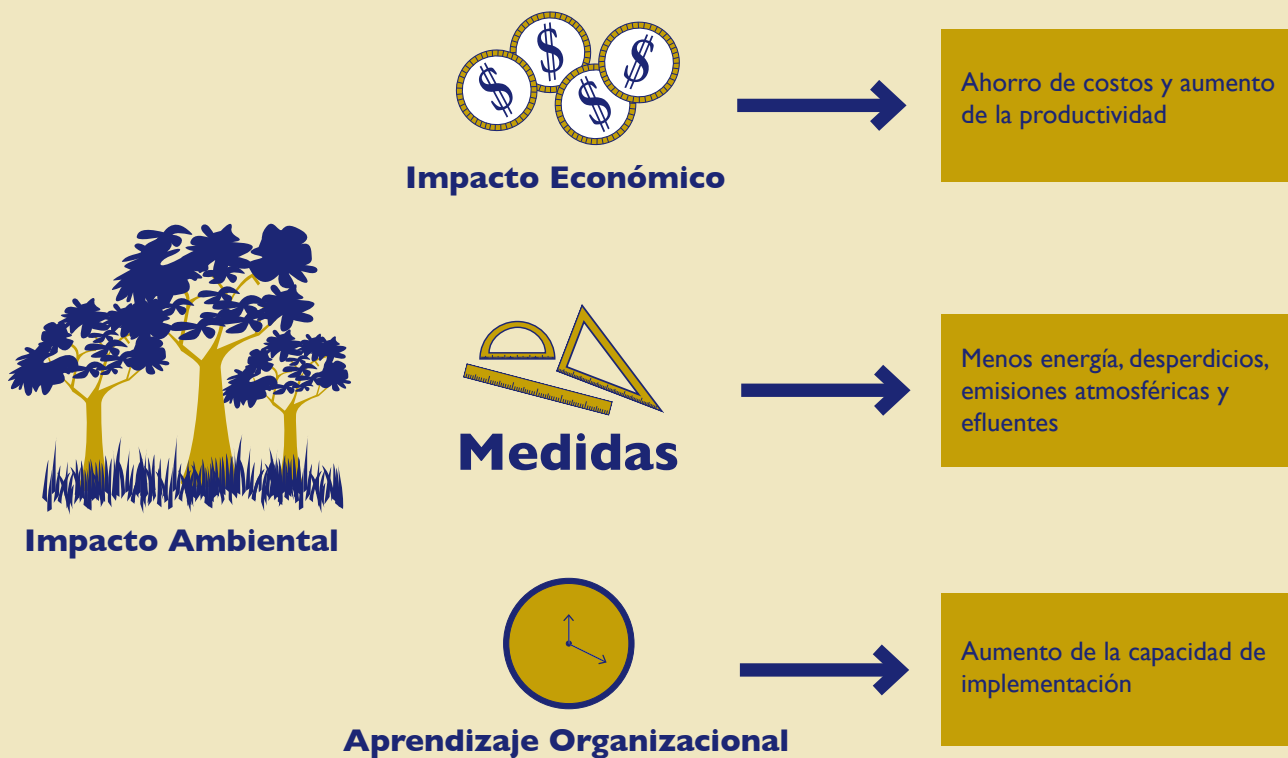 Impacto Económico
Ahorro de costos y aumento
de la productividad
Impacto Ambiental
Medidas
Menos energía, desperdicios,
emisiones atmosféricas y
efluentes
Aprendizaje Organizacional
Aumento de la capacidad de
implementación